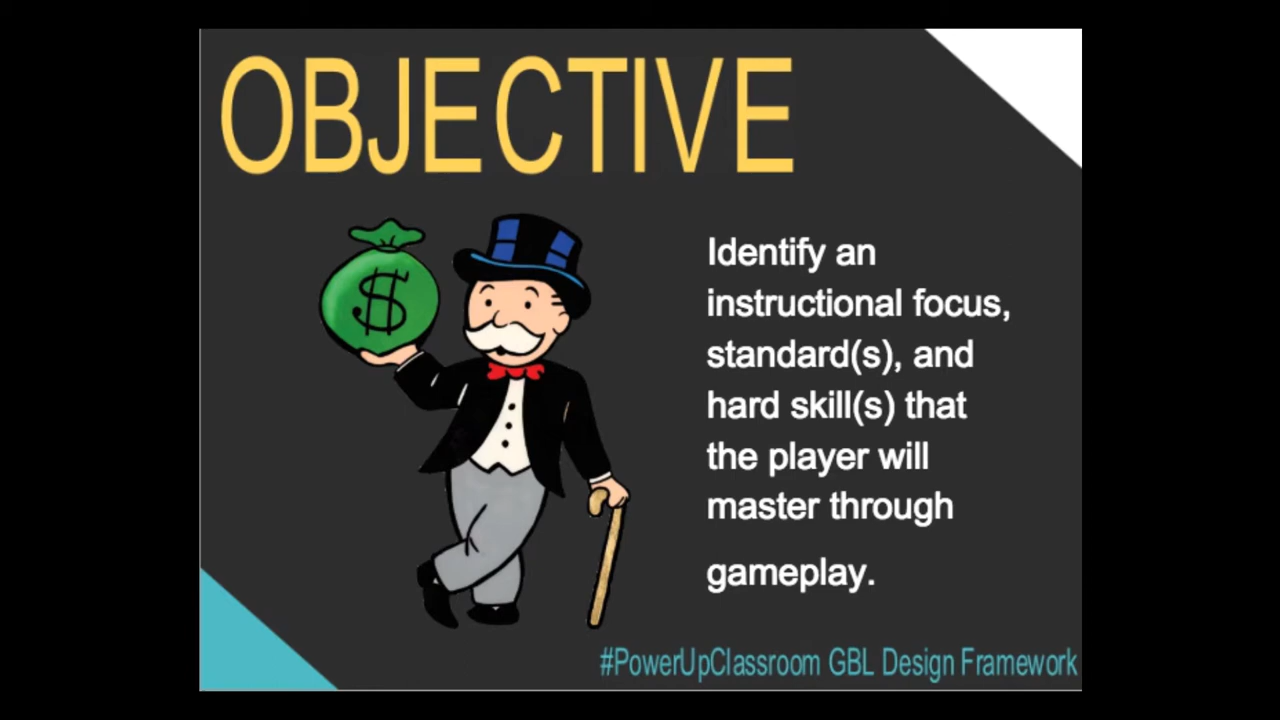 OBJECTIVE
$
Identify an
instructional focus,
standard(s), and
hard skill(s) that
the player will
master through
gameplay.
#PowerUpClassroom GBL Design Framework